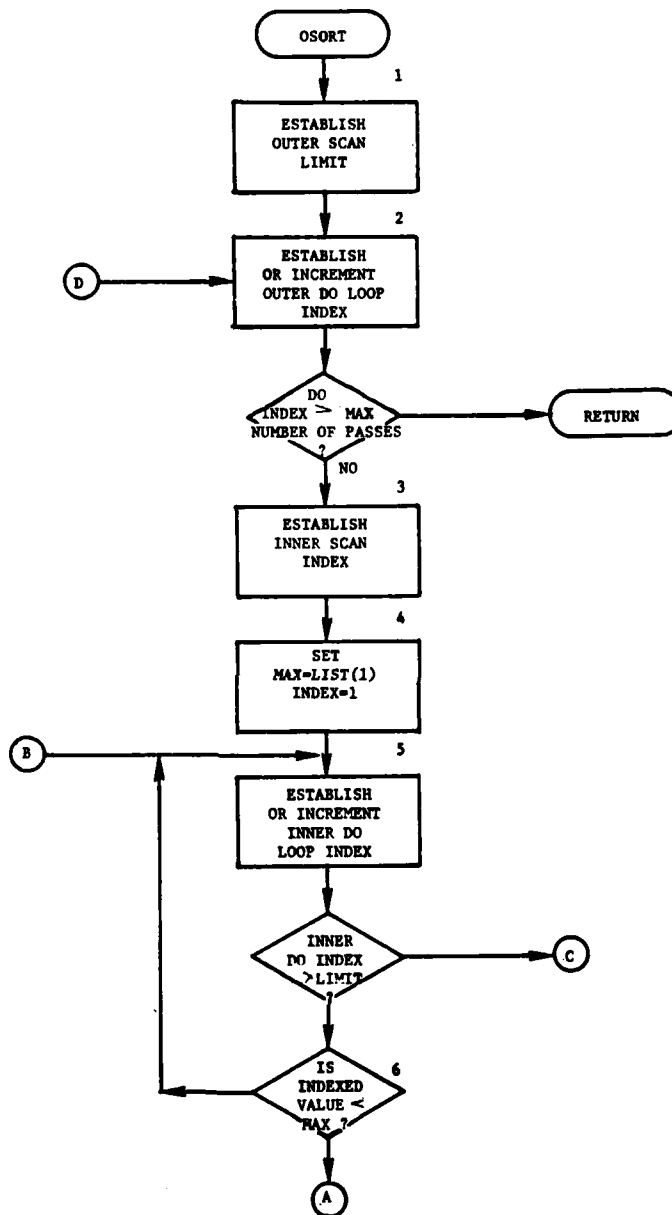 OSORT
1
ESTABLISH
OUTER SCAN
LIMIT
2
ESTABLISH
OR INCREMENT
OUTER DO LOOP
INDEX
D
DO
INDEX ≥ MAX
NUMBER OF PASSES
?
RETURN
NO
3
ESTABLISH
INNER SCAN
INDEX
4
SET
MAX=LIST(1)
INDEX=1
B
5
ESTABLISH
OR INCREMENT
INNER DO
LOOP INDEX
INNER
DO INDEX
>LIMIT
?
C
6
IS
INDEXED
VALUE <
MAX ?
A